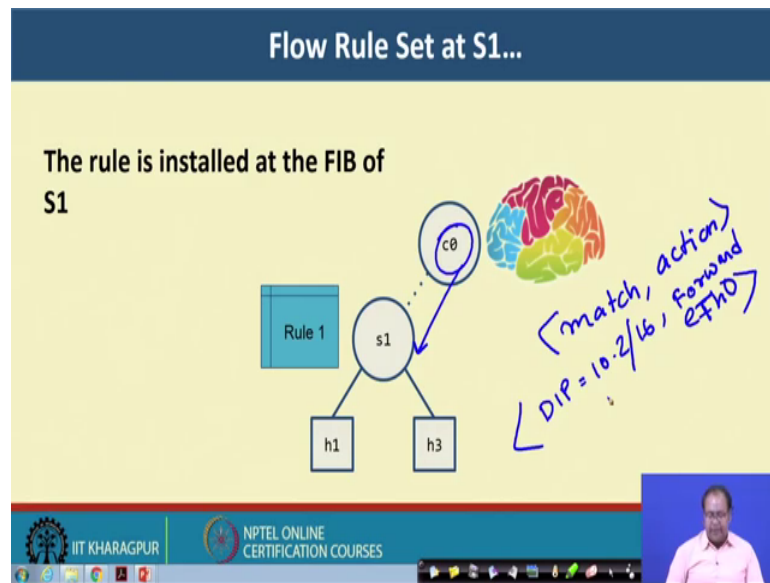 Flow Rule Set at S1...
The rule is installed at the FIB of
S1
c0
Rule 1
s1
h1
h3
<match, action>
<DIP = 10.2/16, Forward
eth0>
IIT KHARAGPUR
NPTEL ONLINE
CERTIFICATION COURSES